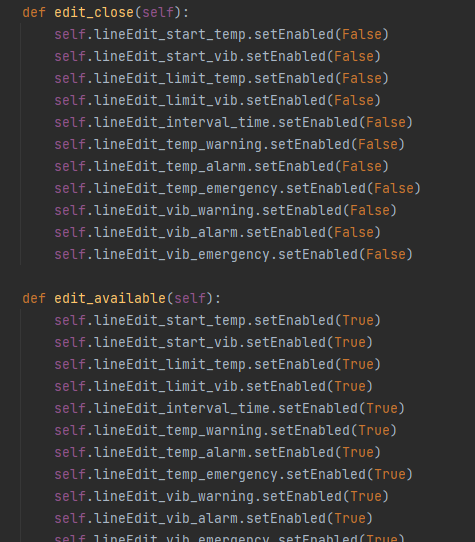 def edit_close(self):
    self.lineEdit_start_temp.setEnabled(False)
    self.lineEdit_start_vib.setEnabled(False)
    self.lineEdit_limit_temp.setEnabled(False)
    self.lineEdit_limit_vib.setEnabled(False)
    self.lineEdit_interval_time.setEnabled(False)
    self.lineEdit_temp_warning.setEnabled(False)
    self.lineEdit_temp_alarm.setEnabled(False)
    self.lineEdit_temp_emergency.setEnabled(False)
    self.lineEdit_vib_warning.setEnabled(False)
    self.lineEdit_vib_alarm.setEnabled(False)
    self.lineEdit_vib_emergency.setEnabled(False)

def edit_available(self):
    self.lineEdit_start_temp.setEnabled(True)
    self.lineEdit_start_vib.setEnabled(True)
    self.lineEdit_limit_temp.setEnabled(True)
    self.lineEdit_limit_vib.setEnabled(True)
    self.lineEdit_interval_time.setEnabled(True)
    self.lineEdit_temp_warning.setEnabled(True)
    self.lineEdit_temp_alarm.setEnabled(True)
    self.lineEdit_temp_emergency.setEnabled(True)
    self.lineEdit_vib_warning.setEnabled(True)
    self.lineEdit_vib_alarm.setEnabled(True)
    self.lineEdit_vib_emergency.setEnabled(True)